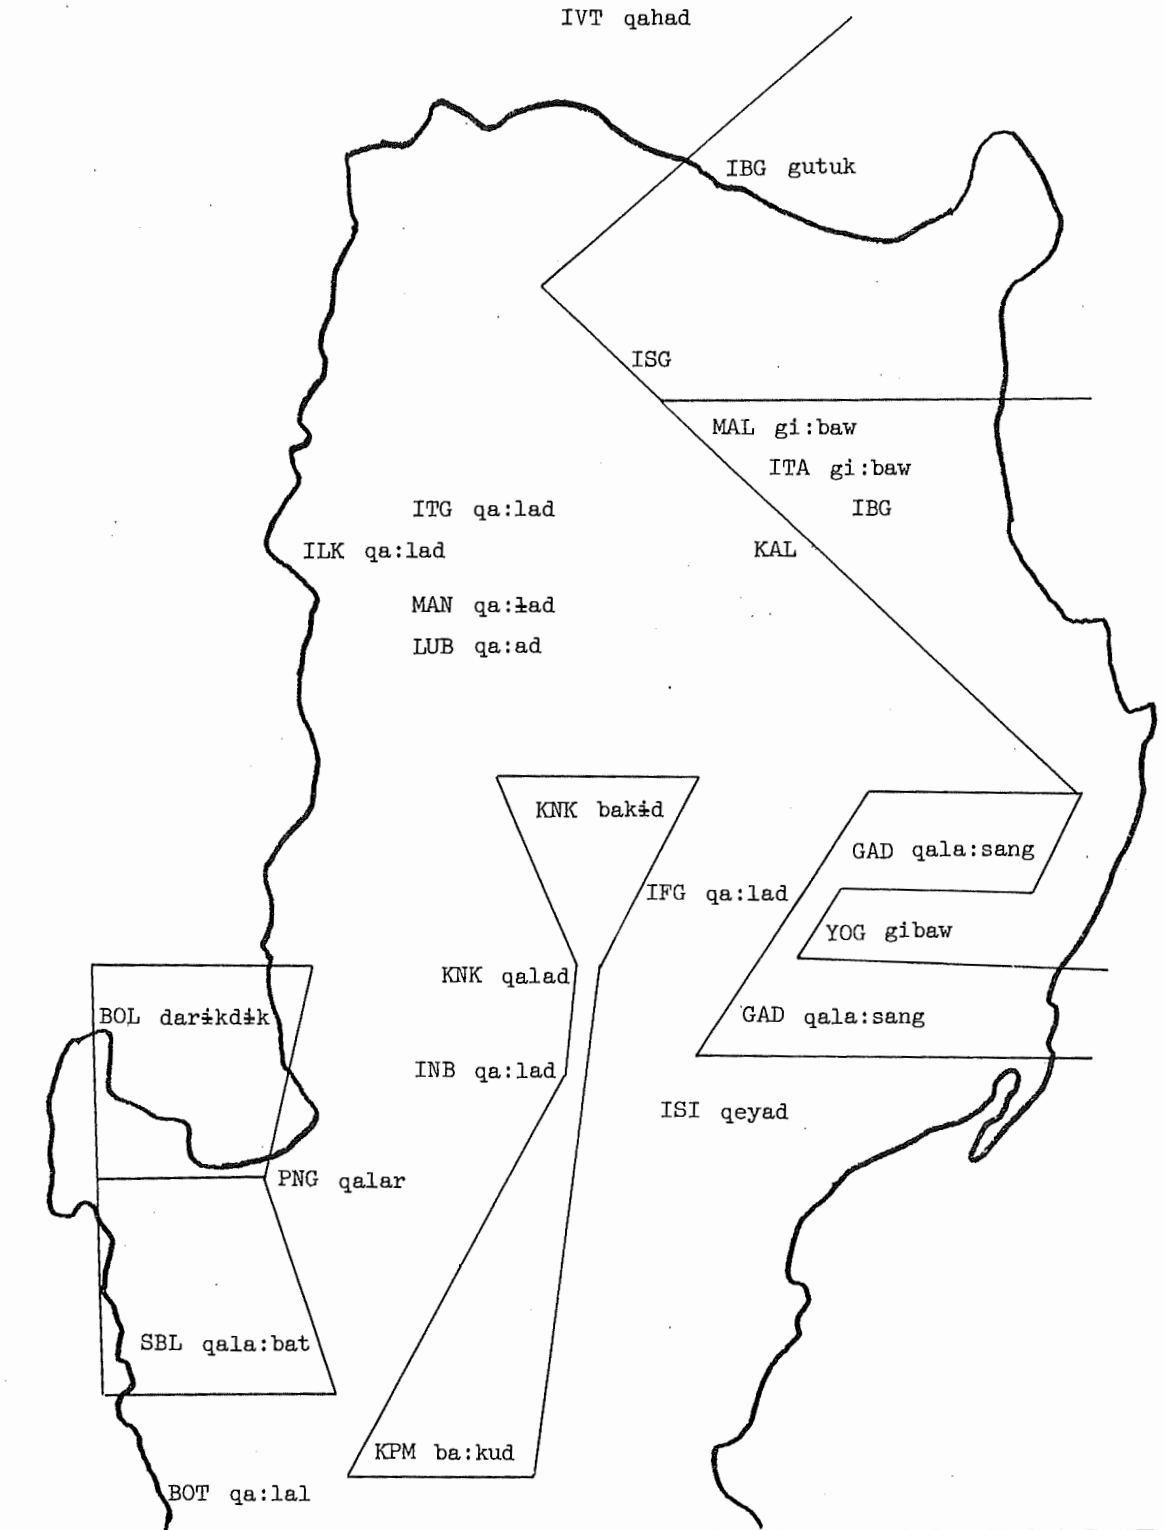 IVT qahad
IBG gutuk
ISG
MAL gi:baw
ITA gi:baw
IBG
ITG qa:lad
KAL
ILK qa:lad
MAN qa:ƚad
LUB qa:ad
KNK bakɨd
GAD qala:sang
IFG qa:lad
YOG gibaw
KNK qalad
BOL darɨkdɨk
GAD qala:sang
INB qa:lad
ISI qeyad
PNG qalar
SBL qala:bat
KPM ba:kud
BOT qa:lal